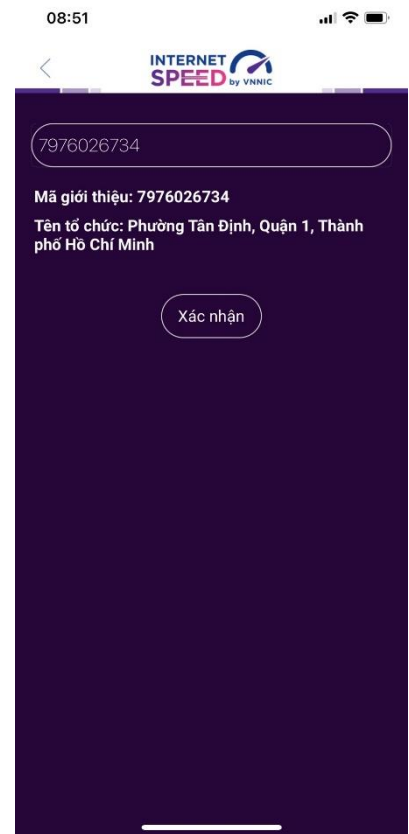 08:51
INTERNET
SPEED by VNNIC
7976026734
Mã giới thiệu: 7976026734
Tên tổ chức: Phường Tân Định, Quận 1, Thành
phố Hồ Chí Minh
Xác nhận